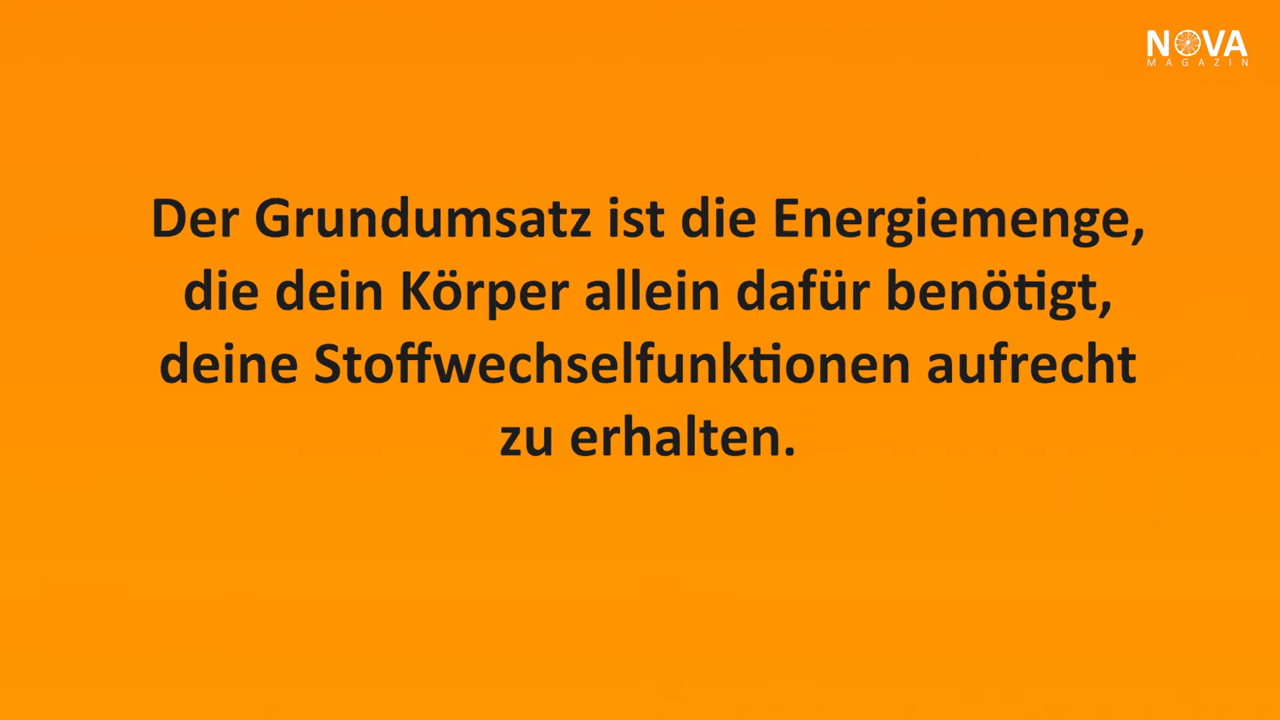 NOVA
MAGAZIN
Der Grundumsatz ist die Energiemenge,
die dein Körper allein dafür benötigt,
deine Stoffwechselfunktionen aufrecht
zu erhalten.